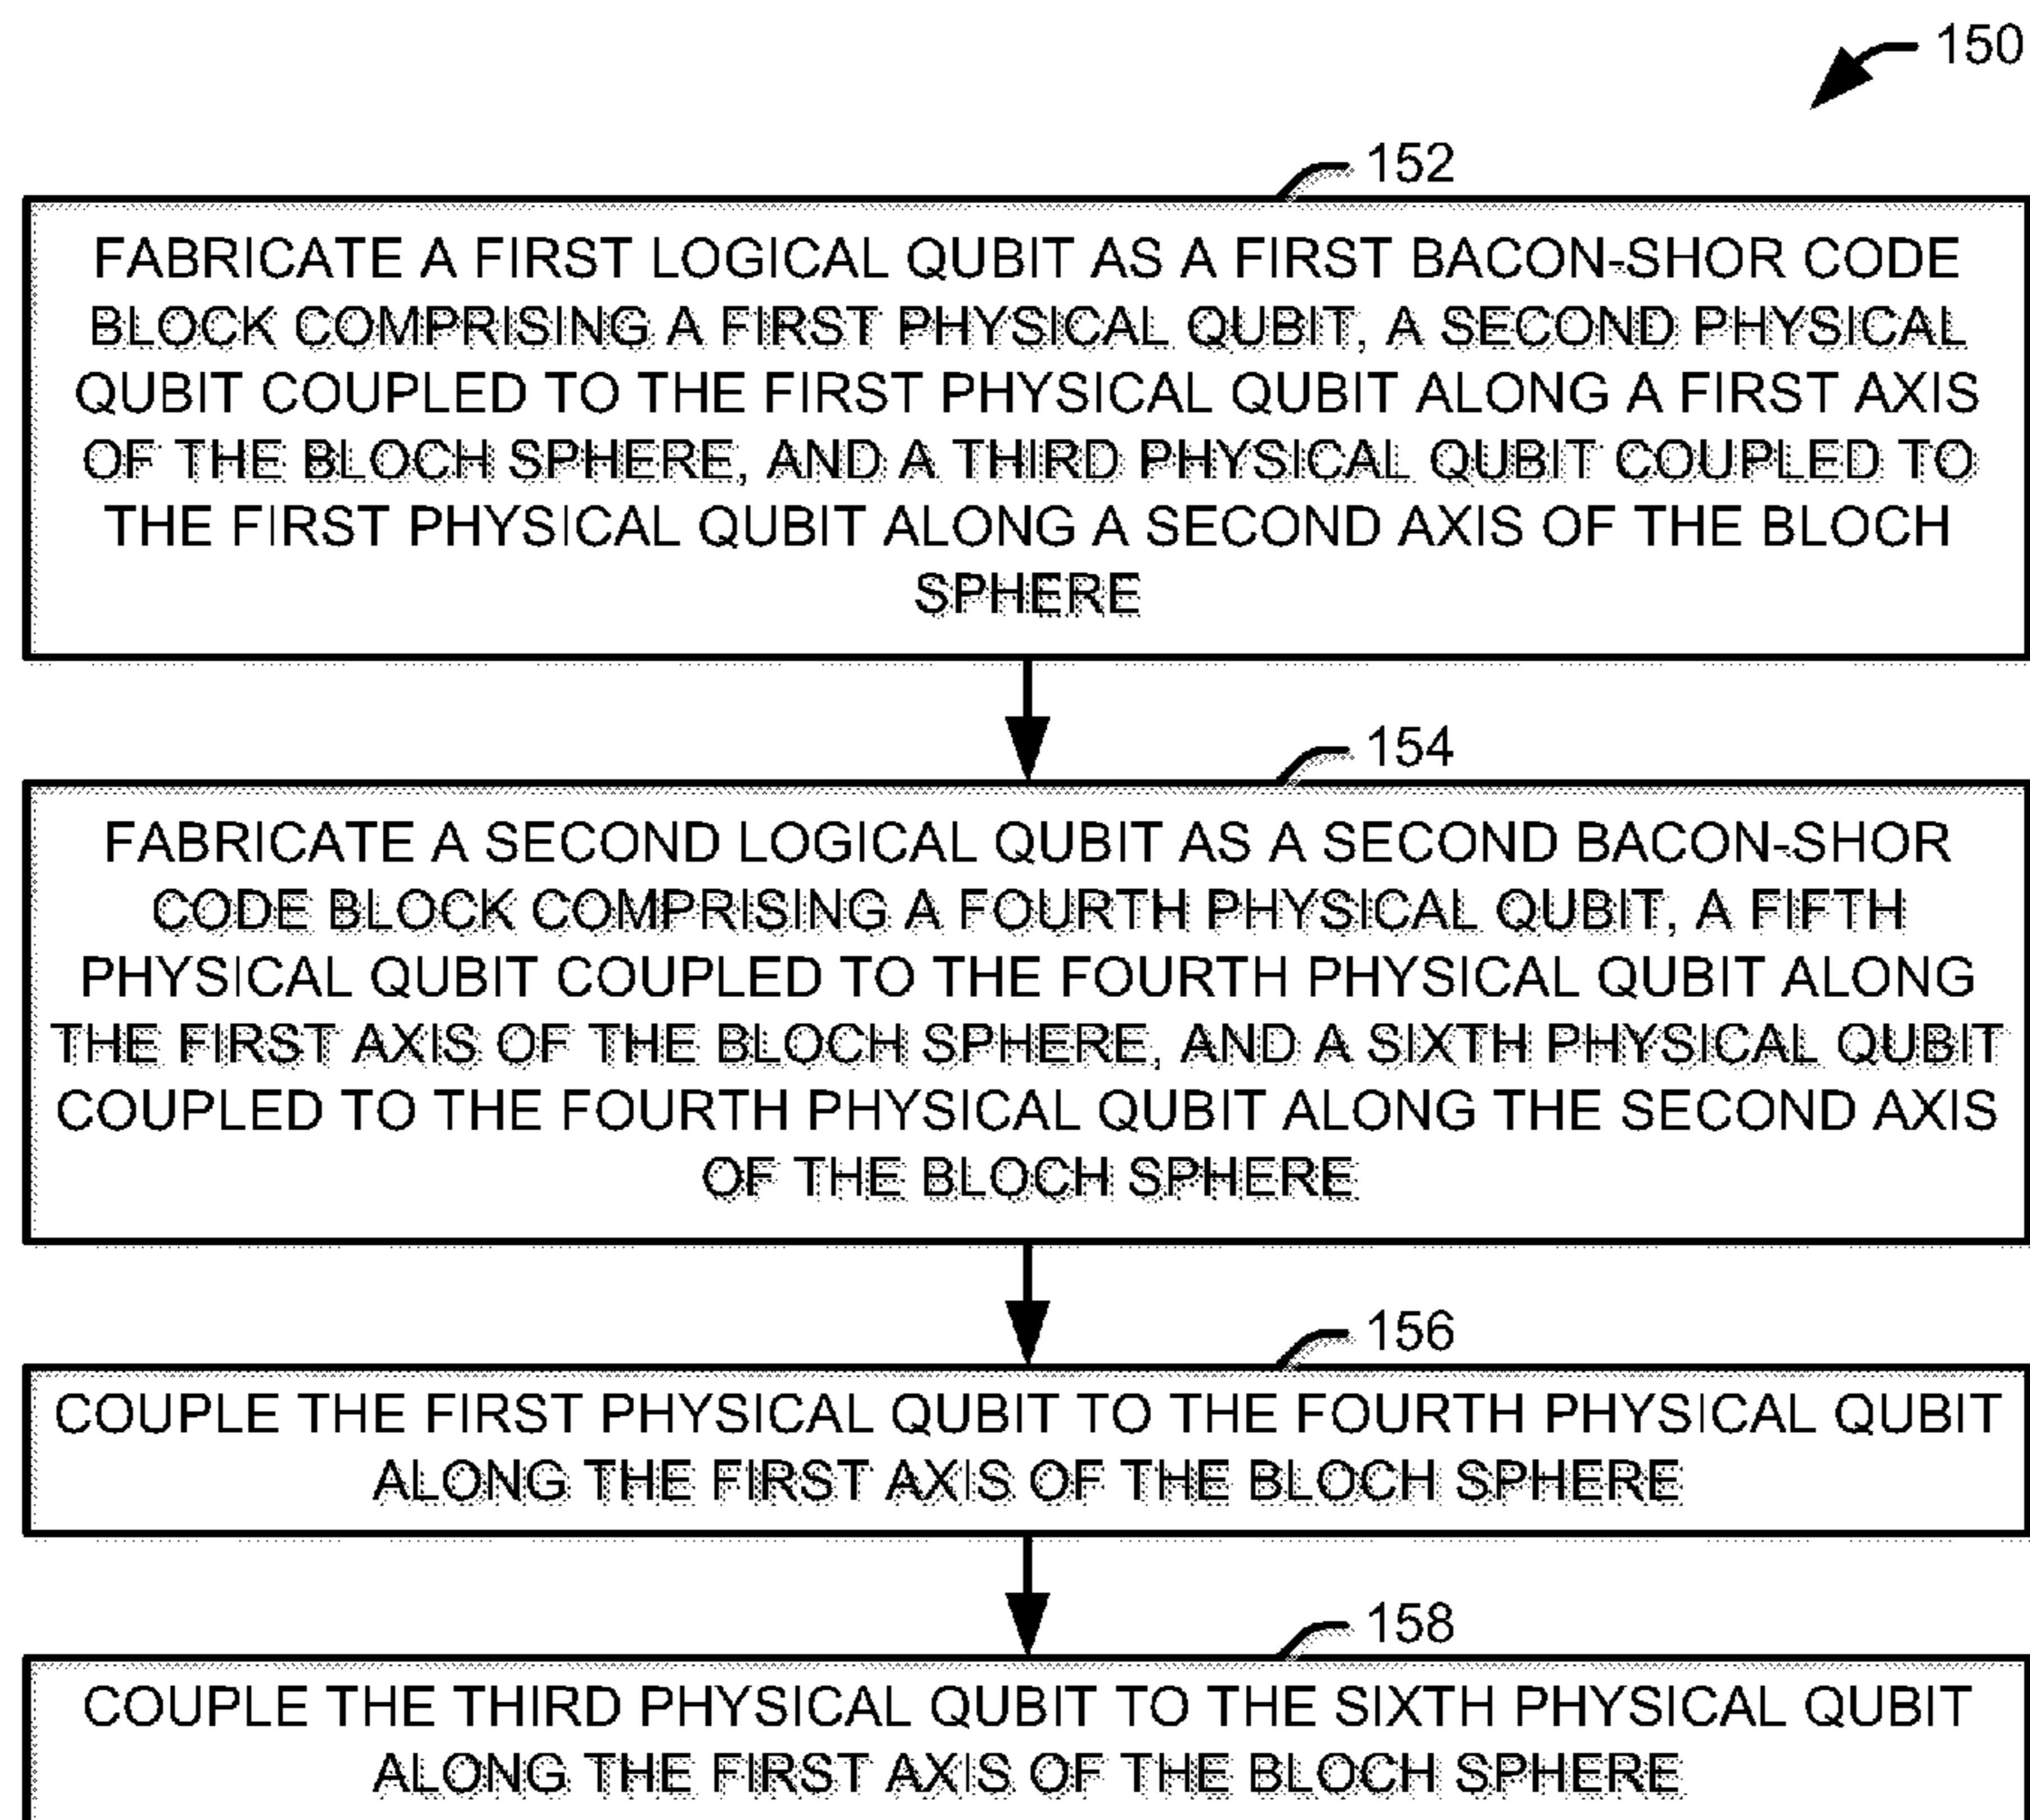 150
152
FABRICATE A FIRST LOGICAL QUBIT AS A FIRST BACON-SHOR CODE
BLOCK COMPRISING A FIRST PHYSICAL QUBIT, A SECOND PHYSICAL
QUBIT COUPLED TO THE FIRST PHYSICAL QUBIT ALONG A FIRST AXIS
OF THE BLOCH SPHERE, AND A THIRD PHYSICAL QUBIT COUPLED TO
THE FIRST PHYSICAL QUBIT ALONG A SECOND AXIS OF THE BLOCH
SPHERE
154
FABRICATE A SECOND LOGICAL QUBIT AS A SECOND BACON-SHOR
CODE BLOCK COMPRISING A FOURTH PHYSICAL QUBIT, A FIFTH
PHYSICAL QUBIT COUPLED TO THE FOURTH PHYSICAL QUBIT ALONG
THE FIRST AXIS OF THE BLOCH SPHERE, AND A SIXTH PHYSICAL QUBIT
COUPLED TO THE FOURTH PHYSICAL QUBIT ALONG THE SECOND AXIS
OF THE BLOCH SPHERE
156
COUPLE THE FIRST PHYSICAL QUBIT TO THE FOURTH PHYSICAL QUBIT
ALONG THE FIRST AXIS OF THE BLOCH SPHERE
158
COUPLE THE THIRD PHYSICAL QUBIT TO THE SIXTH PHYSICAL QUBIT
ALONG THE FIRST AXIS OF THE BLOCH SPHERE